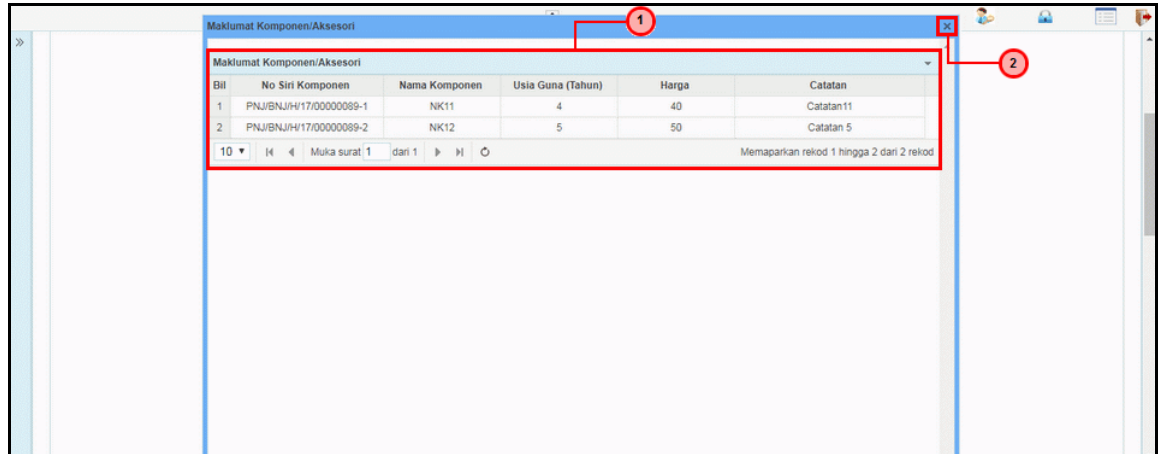 Maklumat Komponen/Aksesori
1
2
Maklumat Komponen/Aksesori
Bil No Siri Komponen Nama Komponen Usia Guna (Tahun) Harga Catatan
1 PNJ/BNJ/H/17/00000089-1 NK11 4 40 Catatan11
2 PNJ/BNJ/H/17/00000089-2 NK12 5 50 Catatan 5
10 Muka surat 1 dari 1 Memaparkan rekod 1 hingga 2 dari 2 rekod